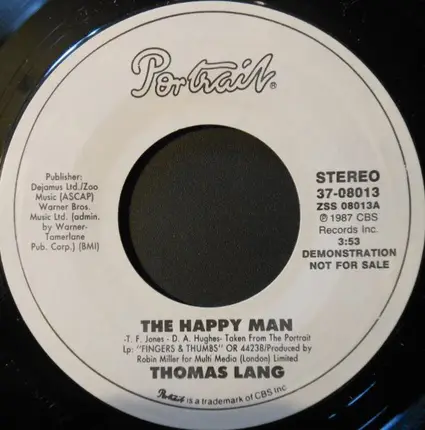 Portrait®
Publisher:
Dejamus Ltd./Zoo
Music (ASCAP)
Warner Bros.
Music Ltd. (admin.
by Warner-
Tamerlane
Pub. Corp.) (BMI)
STEREO
37-08013
ZSS 08013A
℗ 1987 CBS
Records Inc.
3:53
DEMONSTRATION
NOT FOR SALE
THE HAPPY MAN
-T. F. Jones - D. A. Hughes- Taken From The Portrait
Lp: "FINGERS & THUMBS" OR 44238/Produced by
Robin Miller for Multi Media (London) Limited
THOMAS LANG
Portrait is a trademark of CBS Inc.